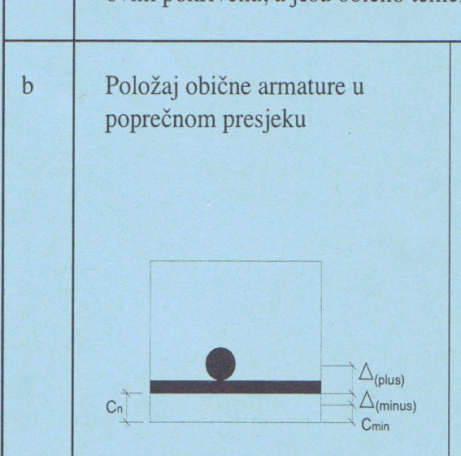 b
Položaj obične armature u
poprečnom presjeku
Δ(plus)
Cn
Δ(minus)
Cmin